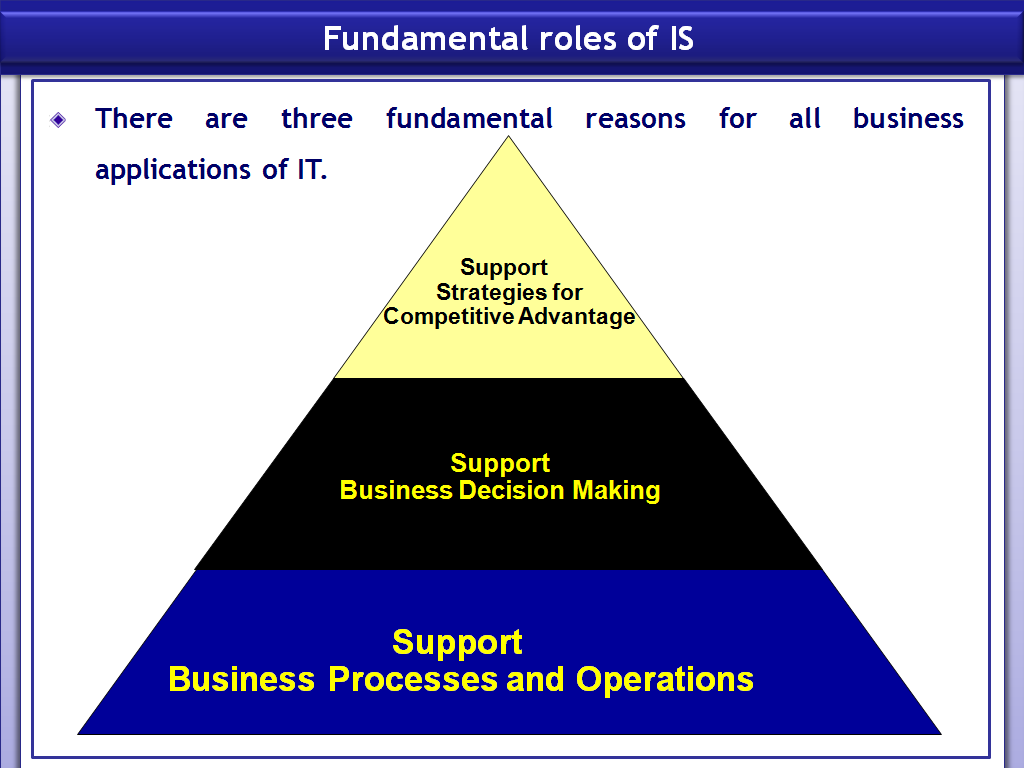 Fundamental roles of IS
There are three fundamental reasons for all business
applications of IT.
Support
Strategies for
Competitive Advantage
Support
Business Decision Making
Support
Business Processes and Operations